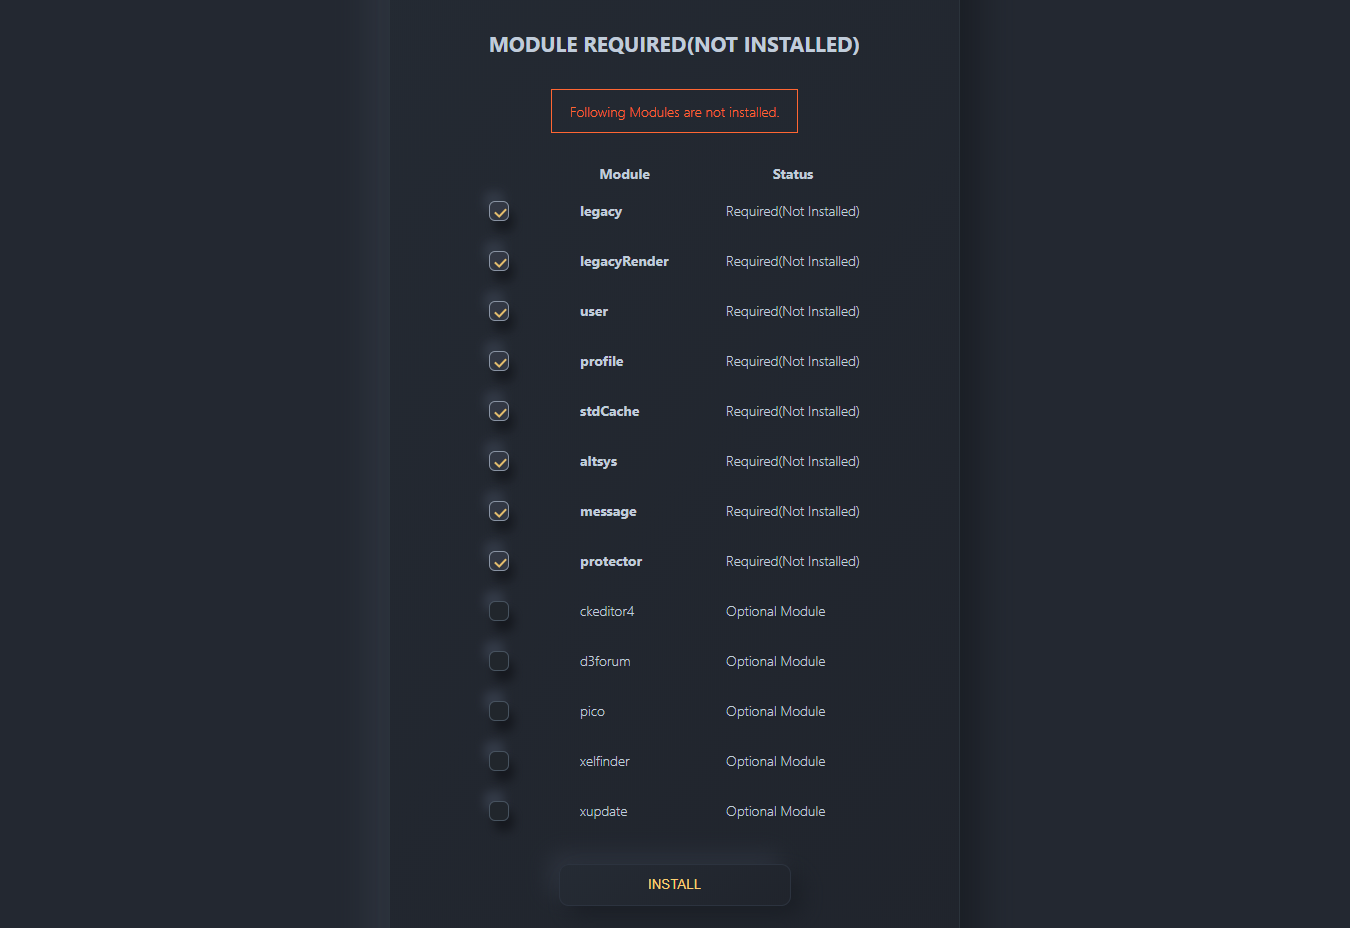 MODULE REQUIRED(NOT INSTALLED)
Following Modules are not installed.
Module Status
legacy Required(Not Installed)
legacyRender Required(Not Installed)
user Required(Not Installed)
profile Required(Not Installed)
stdCache Required(Not Installed)
altsys Required(Not Installed)
message Required(Not Installed)
protector Required(Not Installed)
ckeditor4 Optional Module
d3forum Optional Module
pico Optional Module
xelfinder Optional Module
xupdate Optional Module
INSTALL